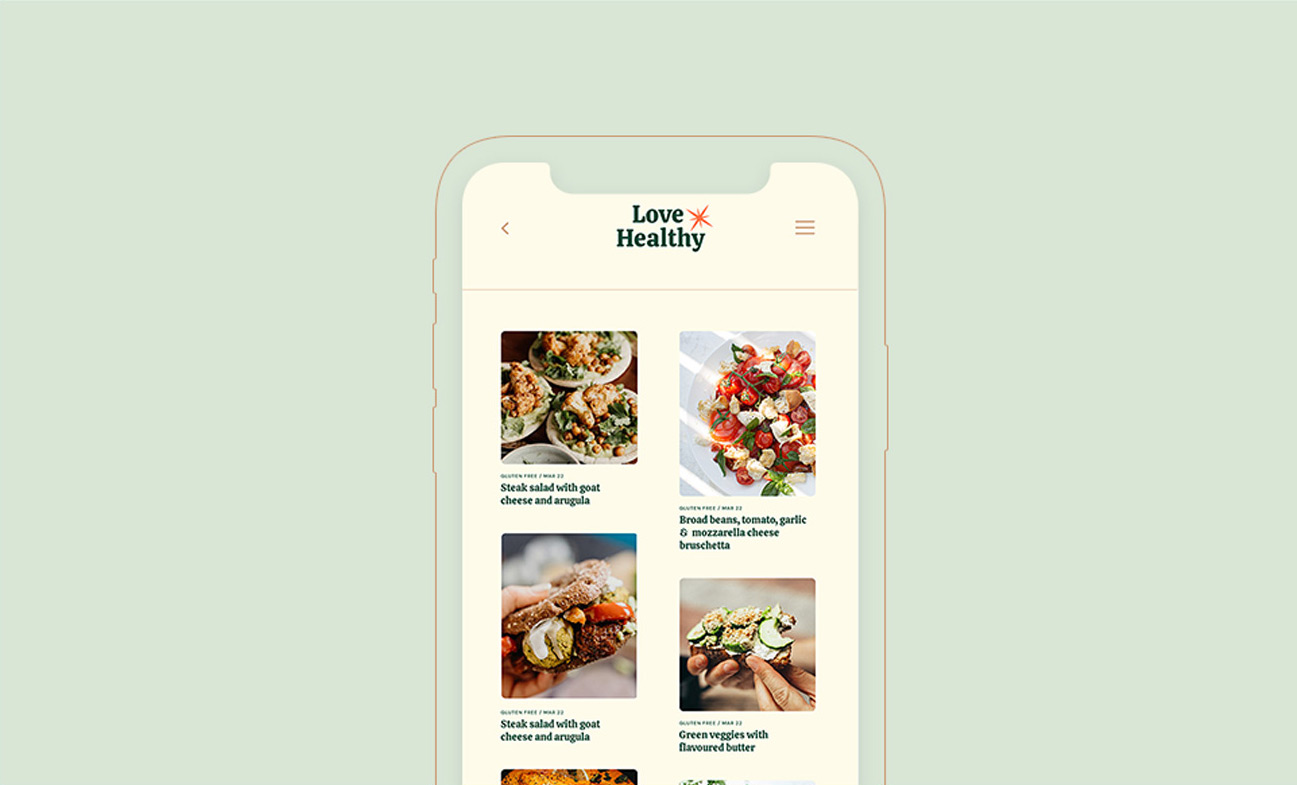 Love
Healthy
GLUTEN FREE / MAR 22
Steak salad with goat
cheese and arugula
GLUTEN FREE / MAR 22
Broad beans, tomato, garlic
& mozzarella cheese
bruschetta
GLUTEN FREE / MAR 22
Steak salad with goat
cheese and arugula
GLUTEN FREE / MAR 22
Green veggies with
flavoured butter